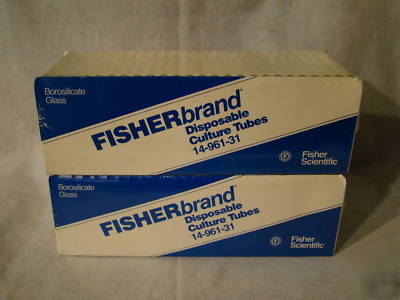 Borosilicate
Glass
FISHERbrand®
Disposable
Culture Tubes
14-961-31
Fisher
Scientific
Borosilicate
Glass
FISHERbrand®
Disposable
Culture Tubes
14-961-31
Fisher
Scientific